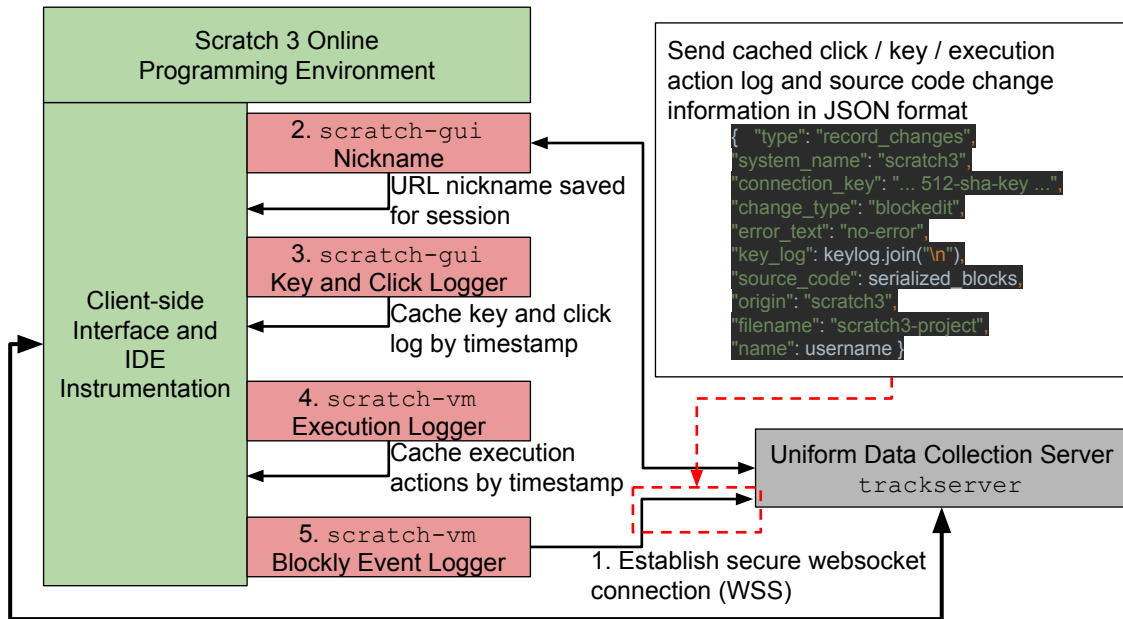 Scratch 3 Online
Programming Environment
Client-side
Interface and
IDE
Instrumentation
2. scratch-gui
Nickname
URL nickname saved
for session
3. scratch-gui
Key and Click Logger
Cache key and click
log by timestamp
4. scratch-vm
Execution Logger
Cache execution
actions by timestamp
5. scratch-vm
Blockly Event Logger
Send cached click / key / execution
action log and source code change
information in JSON format
{ "type": "record_changes",
"system_name": "scratch3",
"connection_key": "... 512-sha-key ...",
"change_type": "blockedit",
"error_text": "no-error",
"key_log": keylog.join("\n"),
"source_code": serialized_blocks,
"origin": "scratch3",
"filename": "scratch3-project",
"name": username }
Uniform Data Collection Server
trackserver
1. Establish secure websocket
connection (WSS)